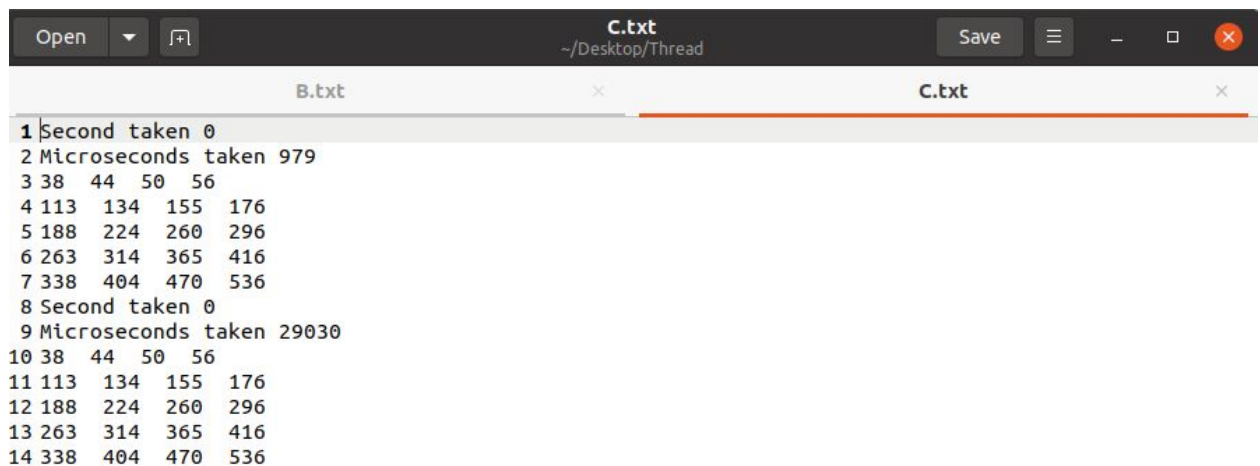 Open
C.txt
~/Desktop/Thread
Save
B.txt
C.txt
1 Second taken 0
2 Microseconds taken 979
3 38  44  50  56
4 113  134  155  176
5 188  224  260  296
6 263  314  365  416
7 338  404  470  536
8 Second taken 0
9 Microseconds taken 29030
10 38  44  50  56
11 113  134  155  176
12 188  224  260  296
13 263  314  365  416
14 338  404  470  536